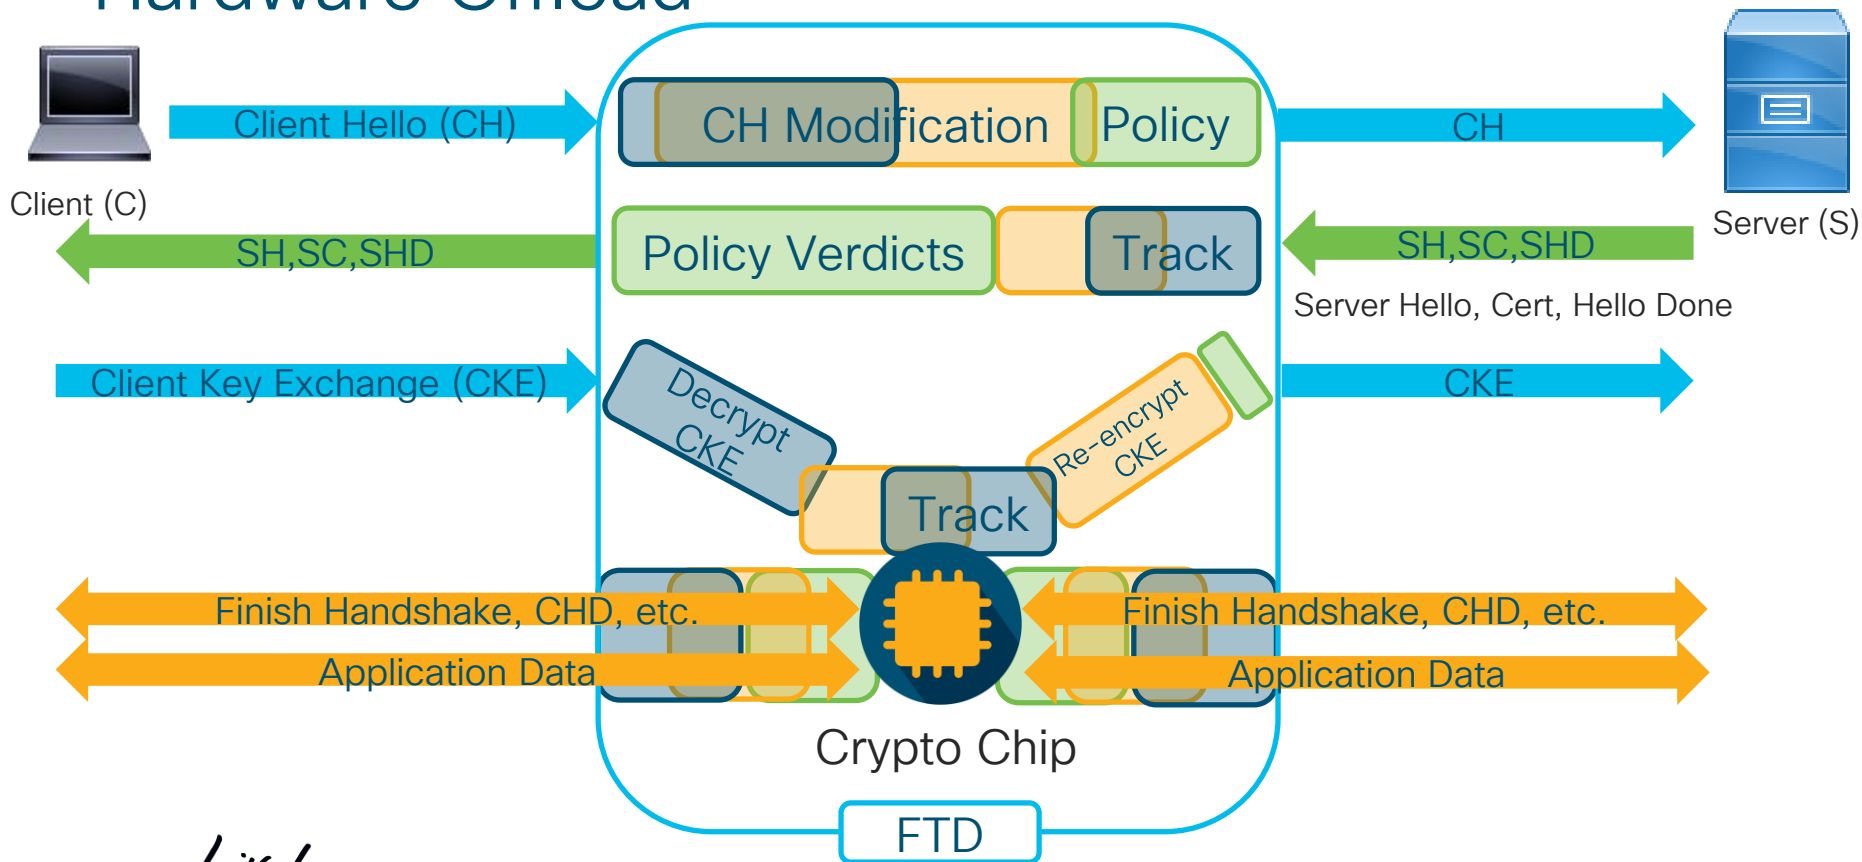 Hardware Offload
Client Hello (CH)
CH Modification
Policy
CH
Client (C)
Server (S)
SH,SC,SHD
Policy Verdicts
Track
SH,SC,SHD
Server Hello, Cert, Hello Done
Client Key Exchange (CKE)
Decrypt
CKE
Re-encrypt
CKE
CKE
Track
Finish Handshake, CHD, etc.
Finish Handshake, CHD, etc.
Application Data
Application Data
Crypto Chip
FTD